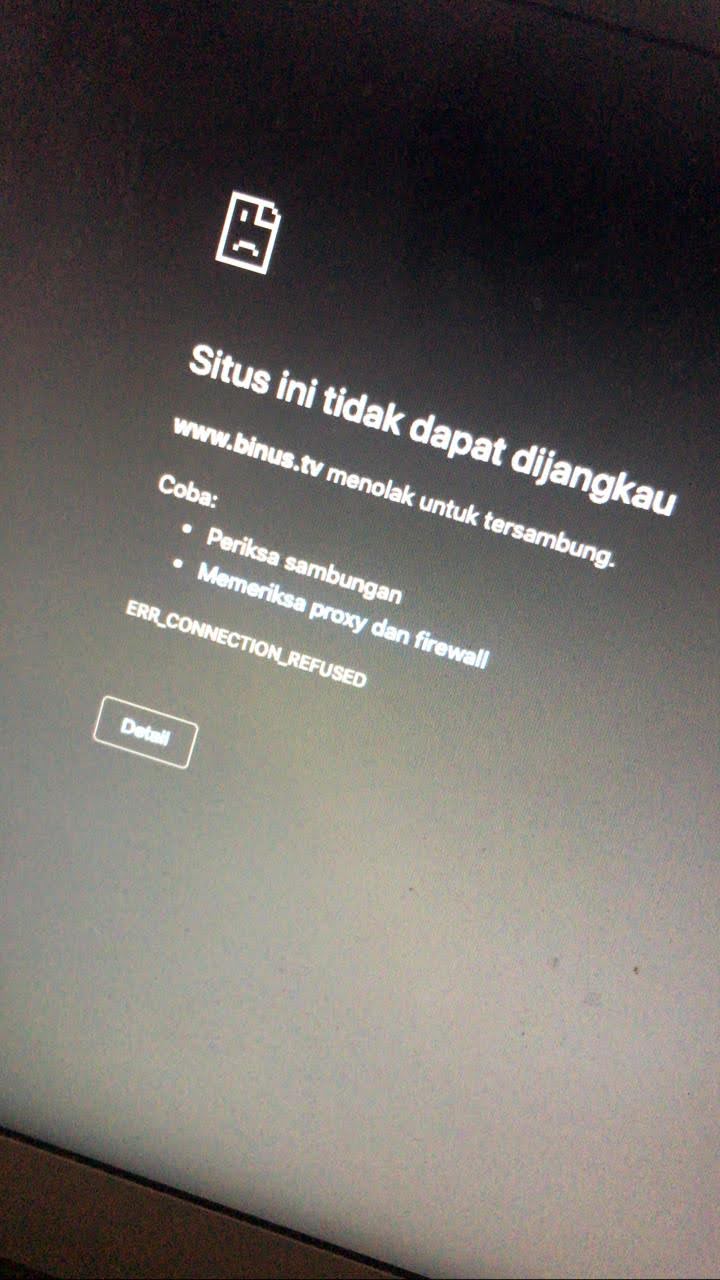 Situs ini tidak dapat dijangkau
www.binus.tv menolak untuk tersambung.
Coba:
• Periksa sambungan
• Memeriksa proxy dan firewall
ERR_CONNECTION_REFUSED
Detail